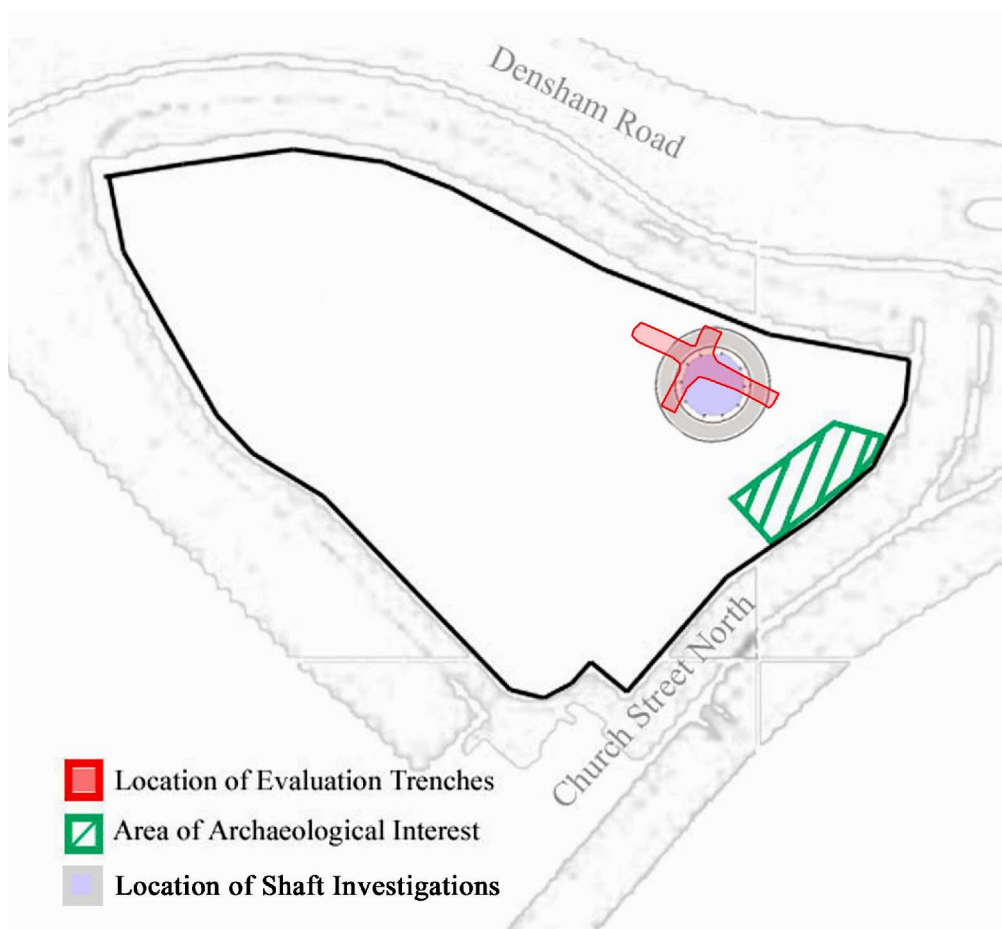 Densham Road
Church Street North
Location of Evaluation Trenches
Area of Archaeological Interest
Location of Shaft Investigations